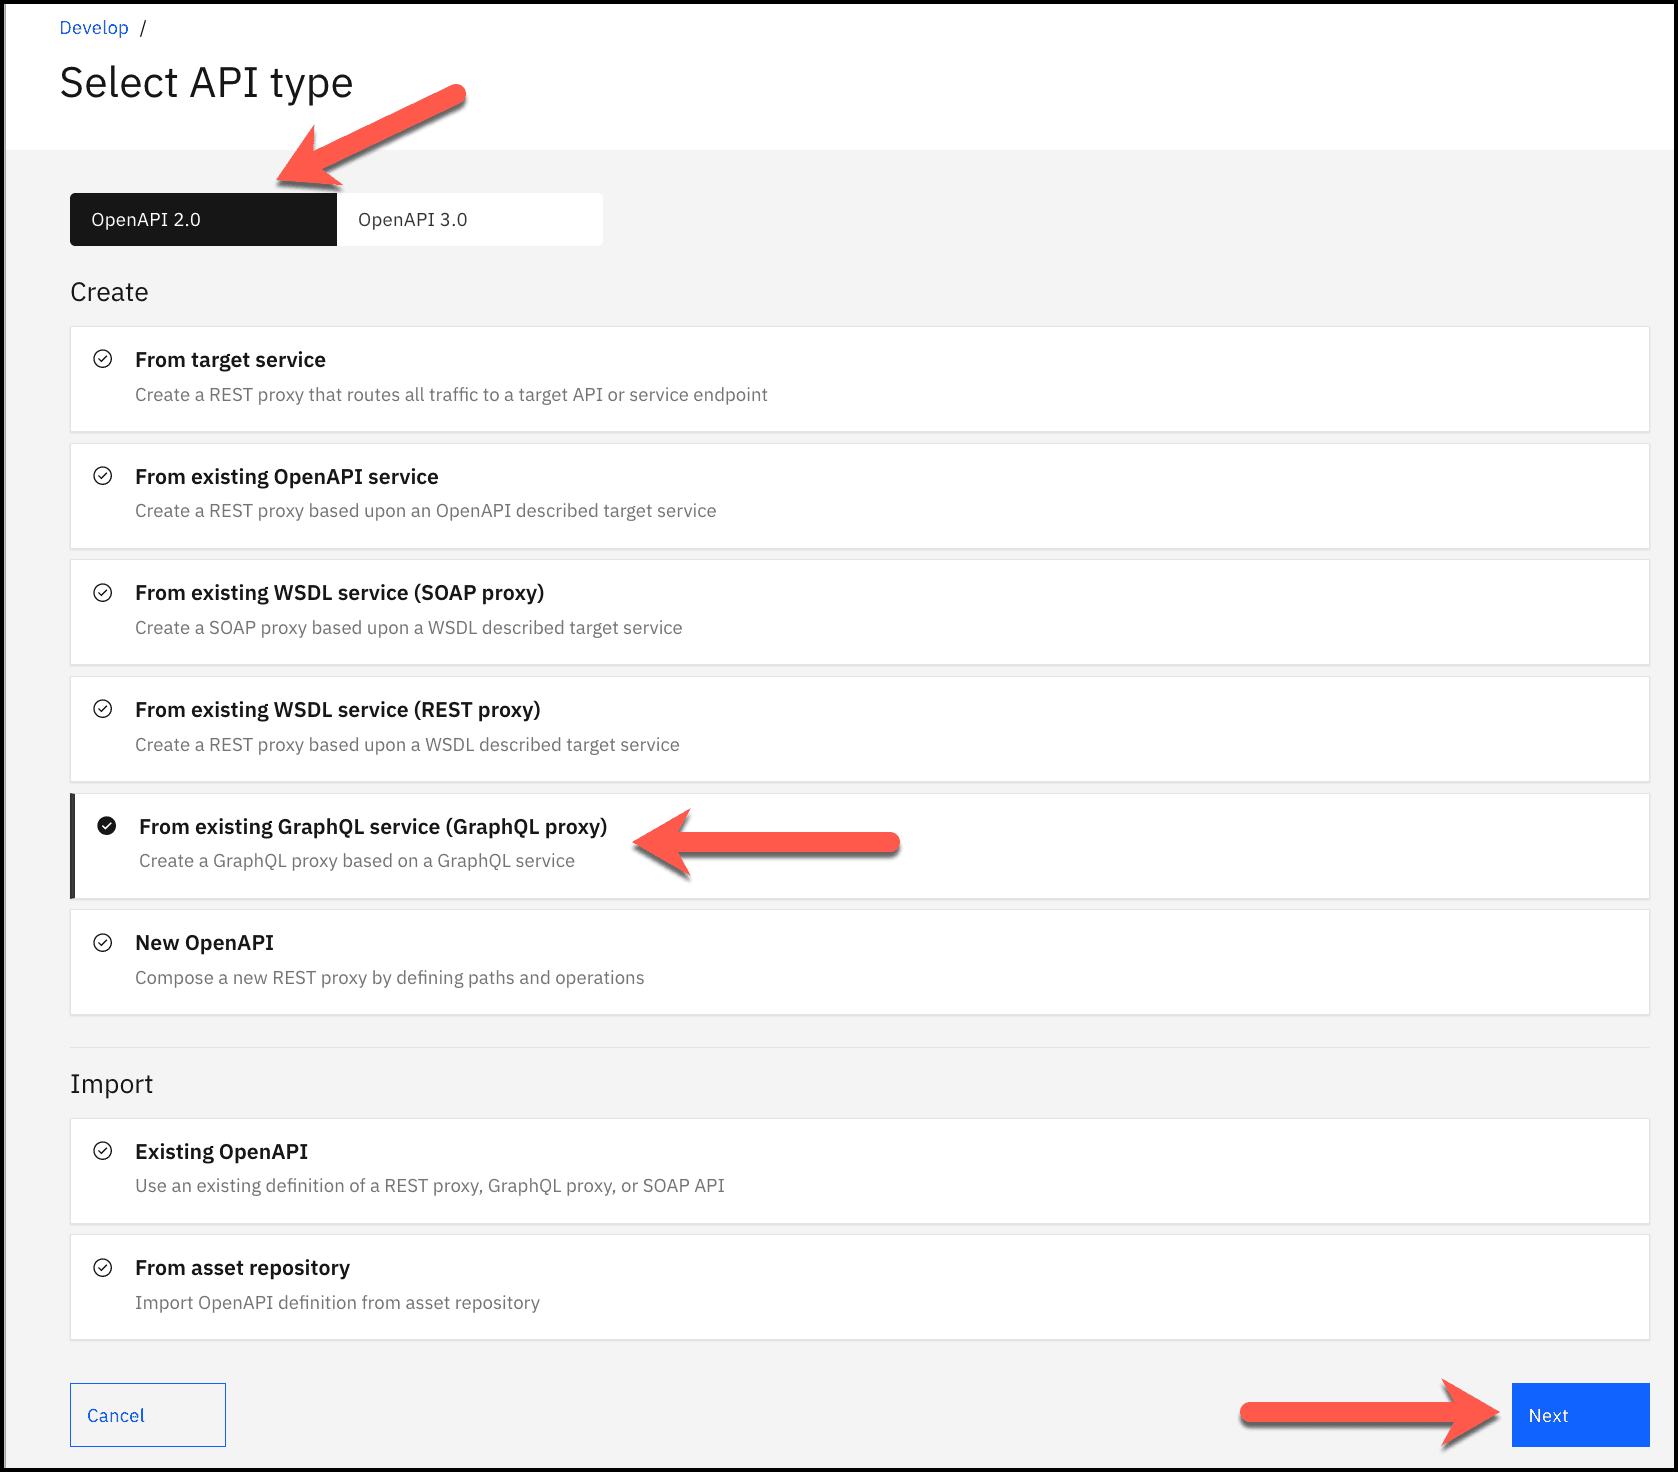 Develop /
Select API type
OpenAPI 2.0
OpenAPI 3.0
Create
From target service
Create a REST proxy that routes all traffic to a target API or service endpoint
From existing OpenAPI service
Create a REST proxy based upon an OpenAPI described target service
From existing WSDL service (SOAP proxy)
Create a SOAP proxy based upon a WSDL described target service
From existing WSDL service (REST proxy)
Create a REST proxy based upon a WSDL described target service
From existing GraphQL service (GraphQL proxy)
Create a GraphQL proxy based on a GraphQL service
New OpenAPI
Compose a new REST proxy by defining paths and operations
Import
Existing OpenAPI
Use an existing definition of a REST proxy, GraphQL proxy, or SOAP API
From asset repository
Import OpenAPI definition from asset repository
Cancel
Next